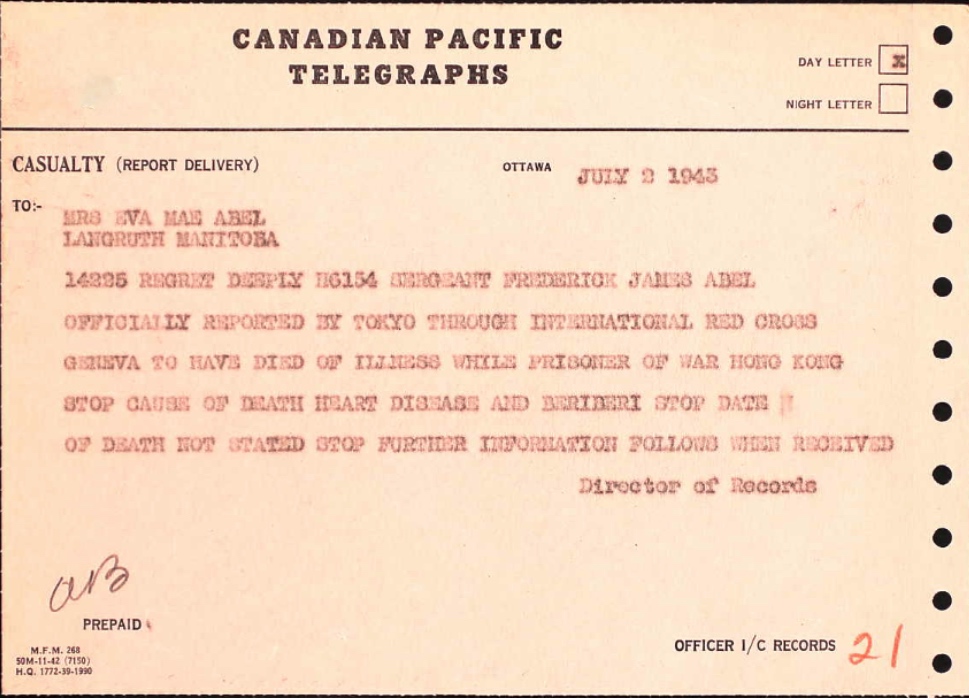 CANADIAN PACIFIC
TELEGRAPHS
DAY LETTER X
NIGHT LETTER
CASUALTY (REPORT DELIVERY) OTTAWA JULY 2 1943
TO:- MRS EVA MAE ABEL
LANGRUTH MANITOBA
14225 REGRET DEEPLY H6154 SERGEANT FREDERICK JAMES ABEL
OFFICIALLY REPORTED BY TOKYO THROUGH INTERNATIONAL RED CROSS
GENEVA TO HAVE DIED OF ILLNESS WHILE PRISONER OF WAR HONG KONG
STOP CAUSE OF DEATH HEART DISEASE AND BERIBERI STOP DATE
OF DEATH NOT STATED STOP FURTHER INFORMATION FOLLOWS WHEN RECEIVED
Director of Records
PREPAID
M.F.M. 268
50M-11-42 (7150)
H.Q. 1772-39-1990
OFFICER I/C RECORDS 21